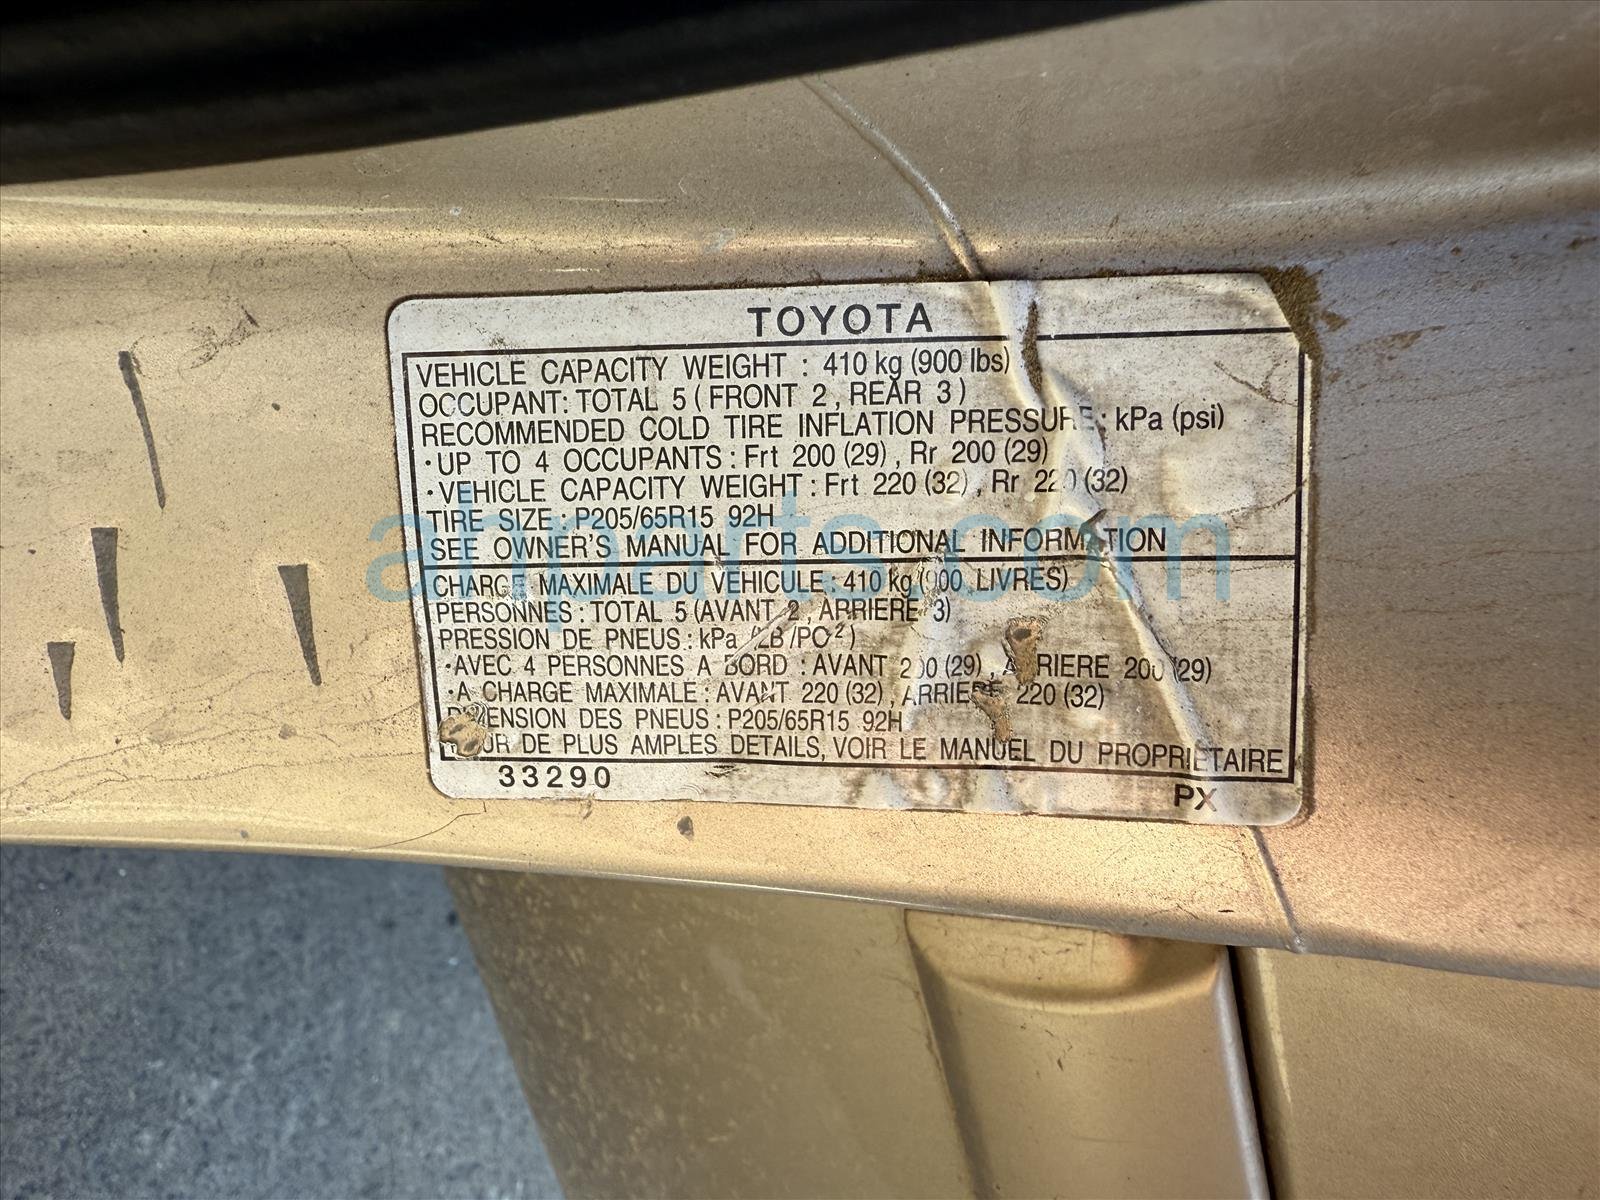 TOYOTA
VEHICLE CAPACITY WEIGHT : 410 kg (900 lbs)
OCCUPANT: TOTAL 5 ( FRONT 2 , REAR 3 )
RECOMMENDED COLD TIRE INFLATION PRESSURE : kPa (psi)
·UP TO 4 OCCUPANTS : Frt 200 (29) , Rr 200 (29)
·VEHICLE CAPACITY WEIGHT : Frt 220 (32) , Rr 220 (32)
TIRE SIZE : P205/65R15 92H
SEE OWNER'S MANUAL FOR ADDITIONAL INFORMATION
CHARGE MAXIMALE DU VEHICULE : 410 kg (900 LIVRES)
PERSONNES : TOTAL 5 (AVANT 2 , ARRIERE 3)
PRESSION DE PNEUS : kPa (LB/PO²)
·AVEC 4 PERSONNES A BORD : AVANT 200 (29) , ARRIERE 200 (29)
·A CHARGE MAXIMALE : AVANT 220 (32) , ARRIERE 220 (32)
DIMENSION DES PNEUS : P205/65R15 92H
POUR DE PLUS AMPLES DETAILS, VOIR LE MANUEL DU PROPRIETAIRE
33290
PX
ahparts.com